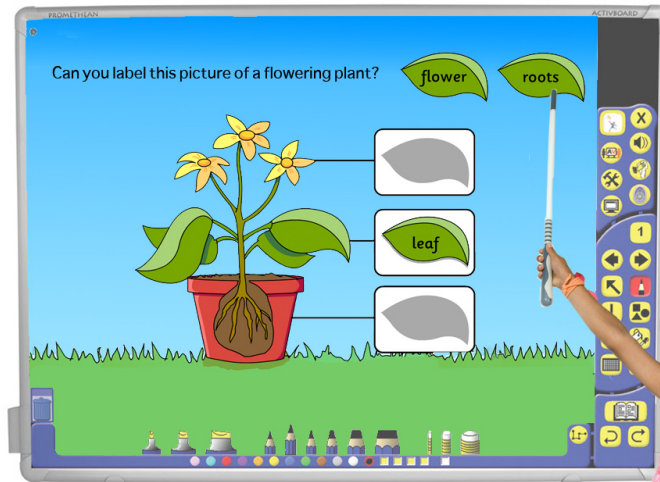 PROMETHEAN
ACTIVBOARD
Can you label this picture of a flowering plant?
flower
roots
leaf
1
X